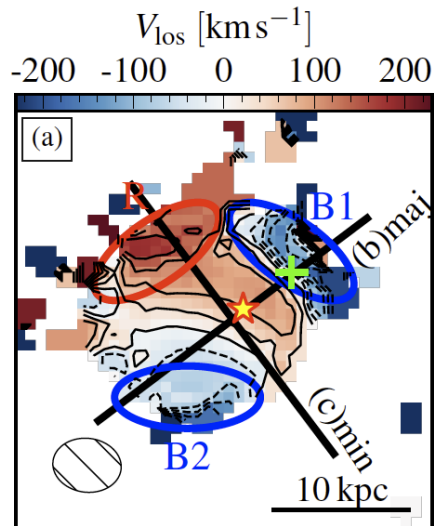 V_los [km s⁻¹]
-200 -100 0 100 200
(a)
R
B1
(b)maj
(c)min
B2
10 kpc